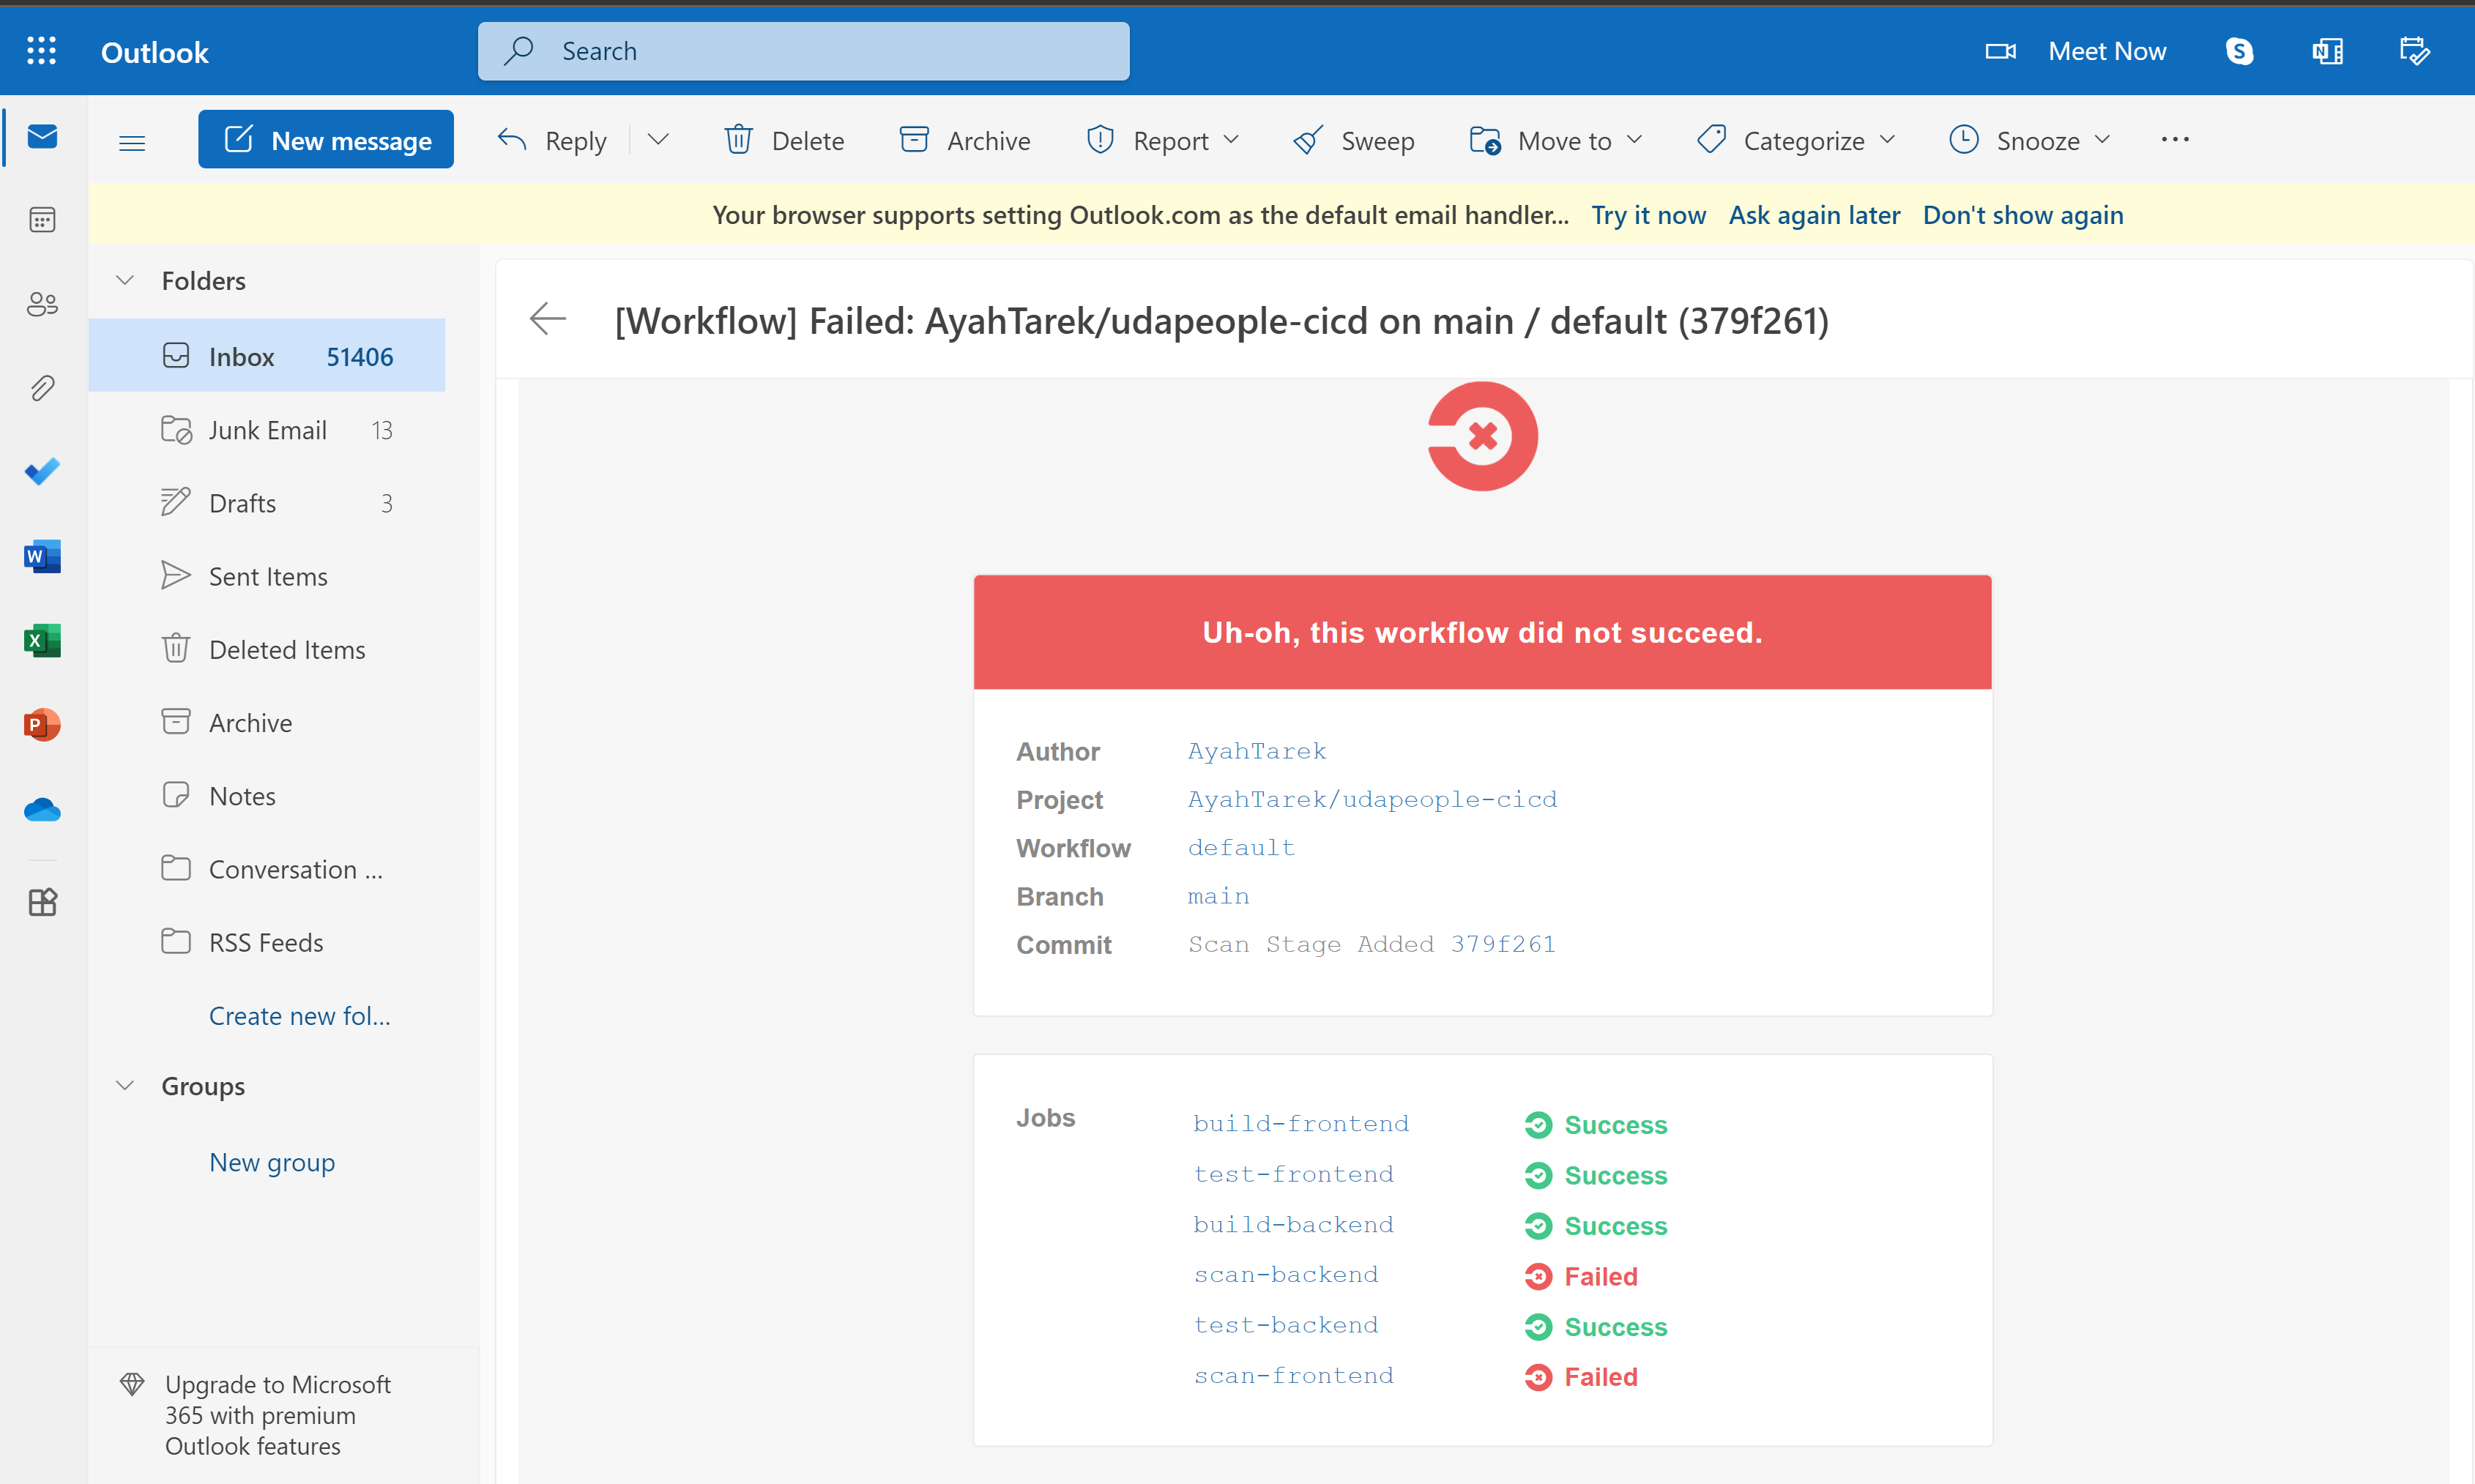 Outlook
Search
Meet Now
S
N
New message
Reply
Delete
Archive
Report
Sweep
Move to
Categorize
Snooze
Your browser supports setting Outlook.com as the default email handler... Try it now Ask again later Don't show again
Folders
Inbox 51406
Junk Email 13
Drafts 3
Sent Items
Deleted Items
Archive
Notes
Conversation ...
RSS Feeds
Create new fol...
Groups
New group
Upgrade to Microsoft
365 with premium
Outlook features
W
X
P
[Workflow] Failed: AyahTarek/udapeople-cicd on main / default (379f261)
Uh-oh, this workflow did not succeed.
Author AyahTarek
Project AyahTarek/udapeople-cicd
Workflow default
Branch main
Commit Scan Stage Added 379f261
Jobs build-frontend Success
test-frontend Success
build-backend Success
scan-backend Failed
test-backend Success
scan-frontend Failed